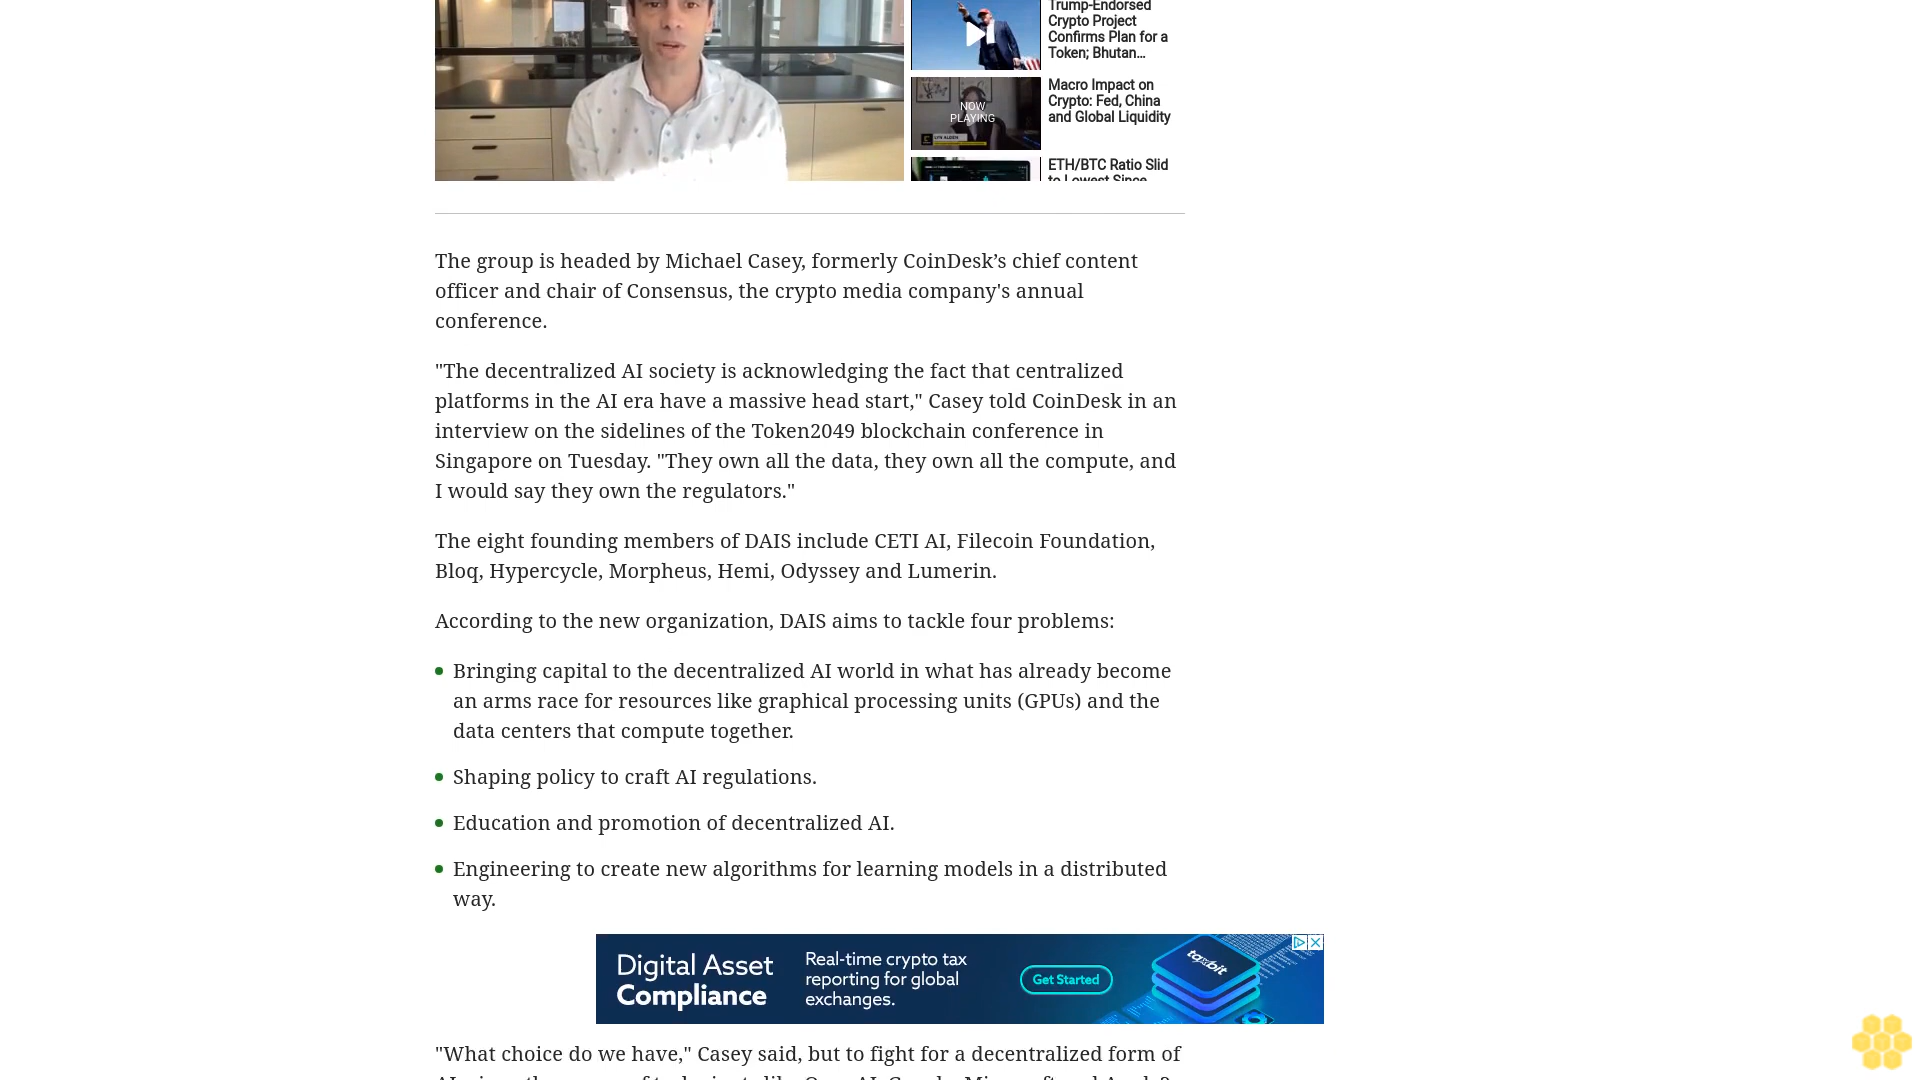 Trump-Endorsed
Crypto Project
Confirms Plan for a
Token; Bhutan...
NOW
PLAYING
Macro Impact on
Crypto: Fed, China
and Global Liquidity
ETH/BTC Ratio Slid
to Lowest Since
The group is headed by Michael Casey, formerly CoinDesk’s chief content
officer and chair of Consensus, the crypto media company's annual
conference.
"The decentralized AI society is acknowledging the fact that centralized
platforms in the AI era have a massive head start," Casey told CoinDesk in an
interview on the sidelines of the Token2049 blockchain conference in
Singapore on Tuesday. "They own all the data, they own all the compute, and
I would say they own the regulators."
The eight founding members of DAIS include CETI AI, Filecoin Foundation,
Bloq, Hypercycle, Morpheus, Hemi, Odyssey and Lumerin.
According to the new organization, DAIS aims to tackle four problems:
Bringing capital to the decentralized AI world in what has already become
an arms race for resources like graphical processing units (GPUs) and the
data centers that compute together.
Shaping policy to craft AI regulations.
Education and promotion of decentralized AI.
Engineering to create new algorithms for learning models in a distributed
way.
Digital Asset
Compliance
Real-time crypto tax
reporting for global
exchanges.
Get Started
taxbit
"What choice do we have," Casey said, but to fight for a decentralized form of